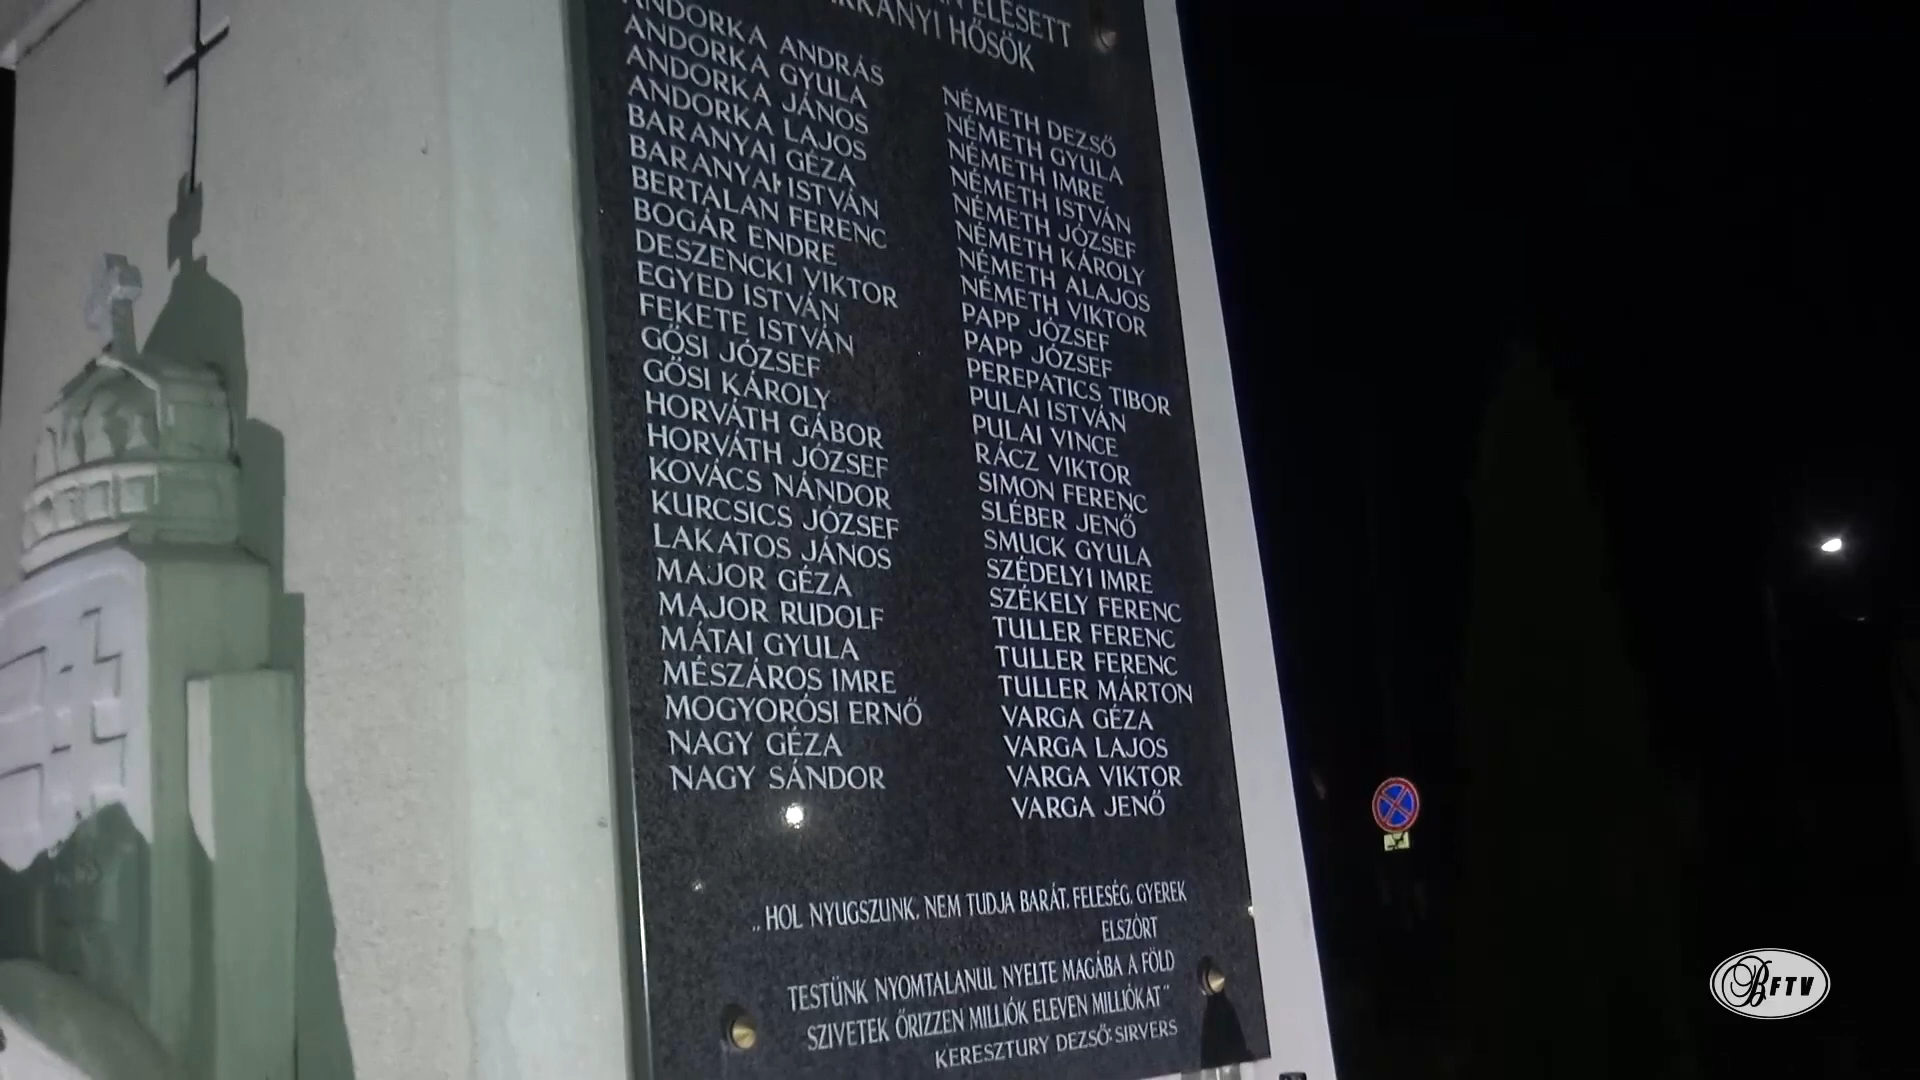 ELESETT
HŐSÖK
ANDORKA ANDRÁS
ANDORKA GYULA
ANDORKA JÁNOS
ANDORKA LAJOS
BARANYAI GÉZA
BARANYAI ISTVÁN
BERTALAN FERENC
BOGÁR ENDRE
DESZENCKI VIKTOR
EGYED ISTVÁN
FEKETE ISTVÁN
GŐSI JÓZSEF
GŐSI KÁROLY
HORVÁTH GÁBOR
HORVÁTH JÓZSEF
KOVÁCS NÁNDOR
KURCSICS JÓZSEF
LAKATOS JÁNOS
MAJOR GÉZA
MAJOR RUDOLF
MÁTAI GYULA
MÉSZÁROS IMRE
MOGYORÓSI ERNŐ
NAGY GÉZA
NAGY SÁNDOR
NÉMETH DEZSŐ
NÉMETH GYULA
NÉMETH IMRE
NÉMETH ISTVÁN
NÉMETH JÓZSEF
NÉMETH KÁROLY
NÉMETH ALAJOS
NÉMETH VIKTOR
PAPP JÓZSEF
PAPP JÓZSEF
PEREPATICS TIBOR
PULAI ISTVÁN
PULAI VINCE
RÁCZ VIKTOR
SIMON FERENC
SLÉBER JENŐ
SMUCK GYULA
SZÉDELYI IMRE
SZÉKELY FERENC
TULLER FERENC
TULLER FERENC
TULLER MÁRTON
VARGA GÉZA
VARGA LAJOS
VARGA VIKTOR
VARGA JENŐ
„HOL NYUGSZUNK, NEM TUDJA BARÁT, FELESÉG, GYEREK
ELSZÓRT
TESTÜNK NYOMTALANUL NYELTE MAGÁBA A FÖLD
SZIVETEK ŐRIZZEN MILLIÓK ELEVEN MILLIÓKAT"
KERESZTURY DEZSŐ: SIRVERS
BFTV